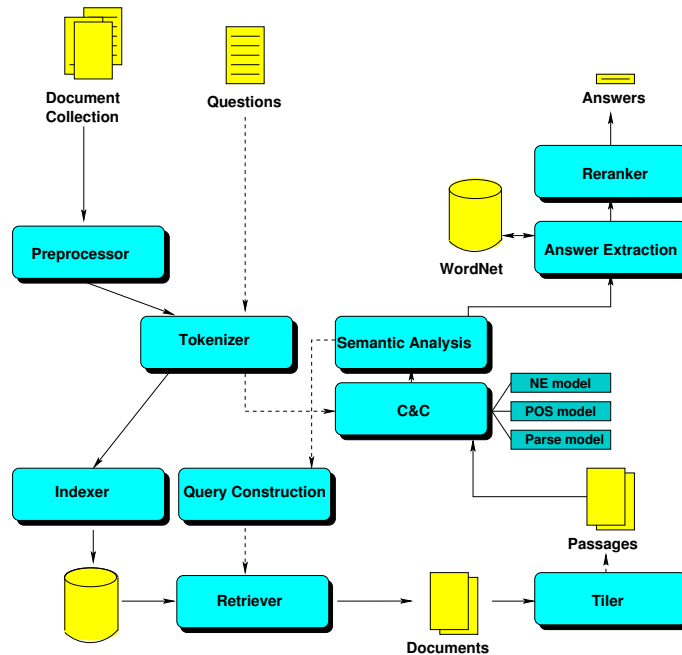 Document
Collection
Questions
Answers
Reranker
Preprocessor
WordNet
Answer Extraction
Tokenizer
Semantic Analysis
C&C
NE model
POS model
Parse model
Indexer
Query Construction
Passages
Retriever
Tiler
Documents